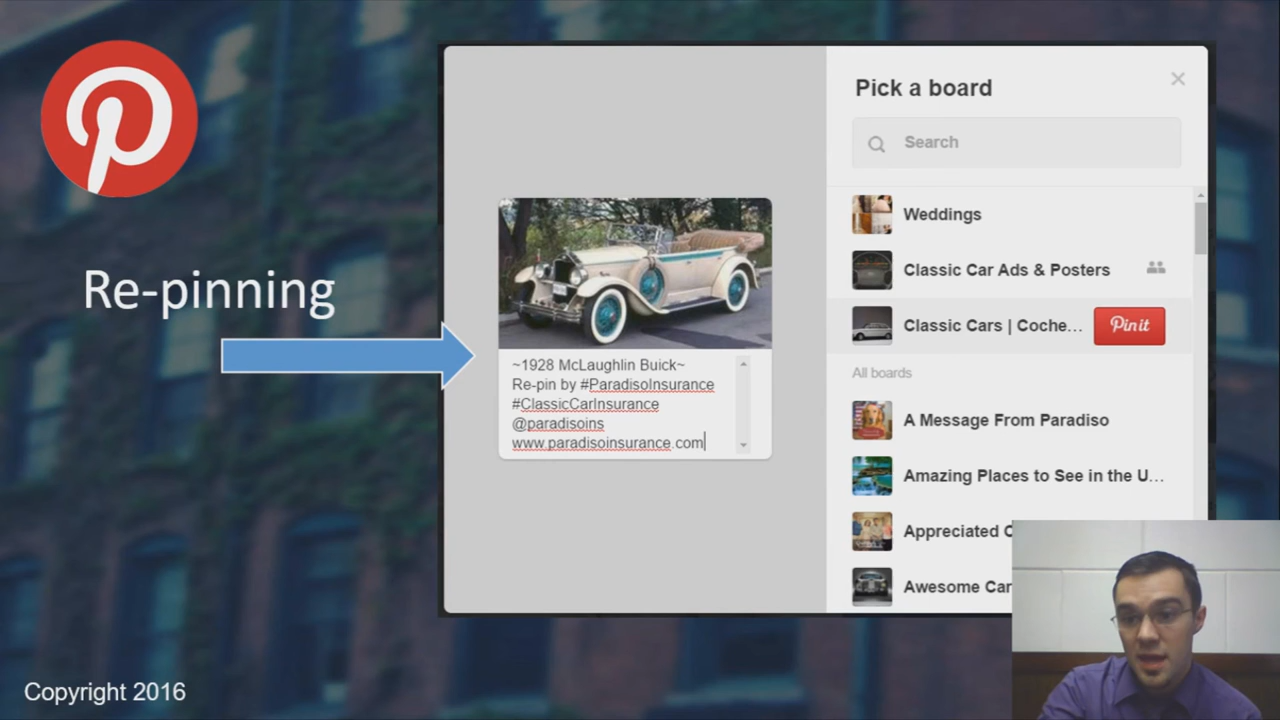 Re-pinning
~1928 McLaughlin Buick~
Re-pin by #ParadisoInsurance
#ClassicCarInsurance
@paradisoins
www.paradisoinsurance.com
Pick a board
Search
Weddings
Classic Car Ads & Posters
Classic Cars | Coche...
Pin it
All boards
A Message From Paradiso
Amazing Places to See in the U...
Appreciated
Awesome Car
Copyright 2016